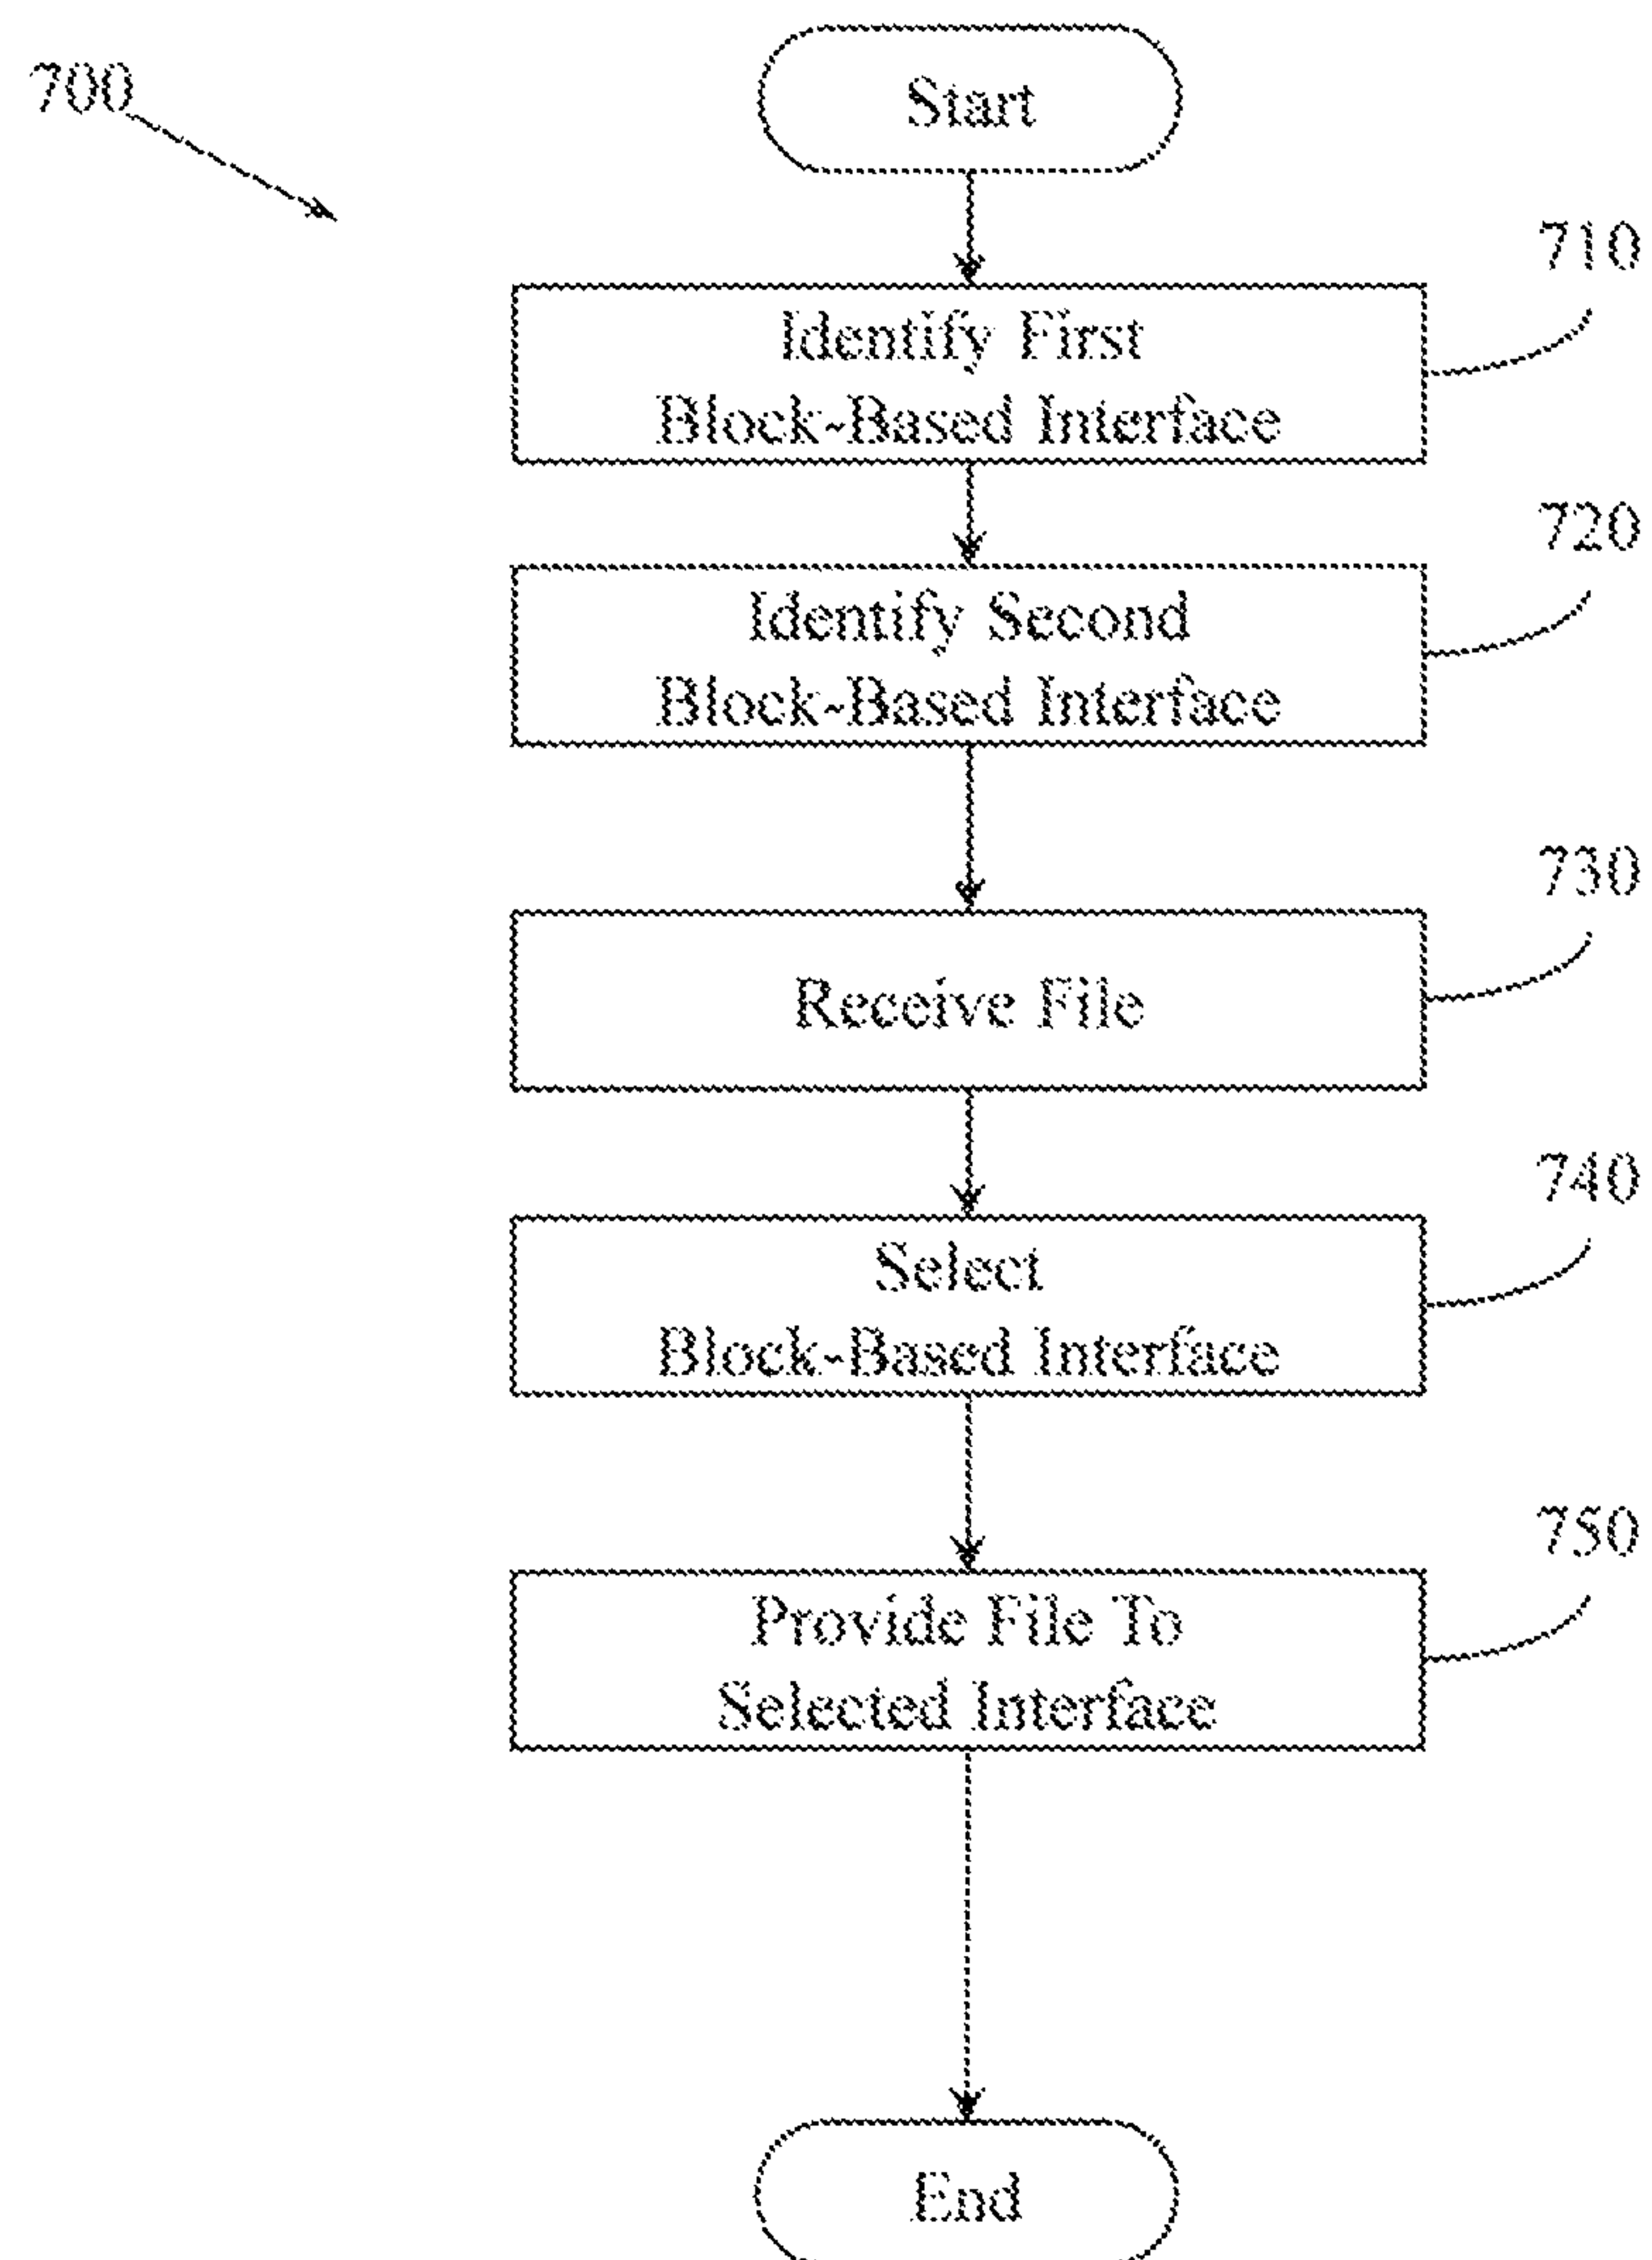 700
Start
710
Identify First
Block-Based Interface
720
Identify Second
Block-Based Interface
730
Receive File
740
Select
Block-Based Interface
750
Provide File To
Selected Interface
End